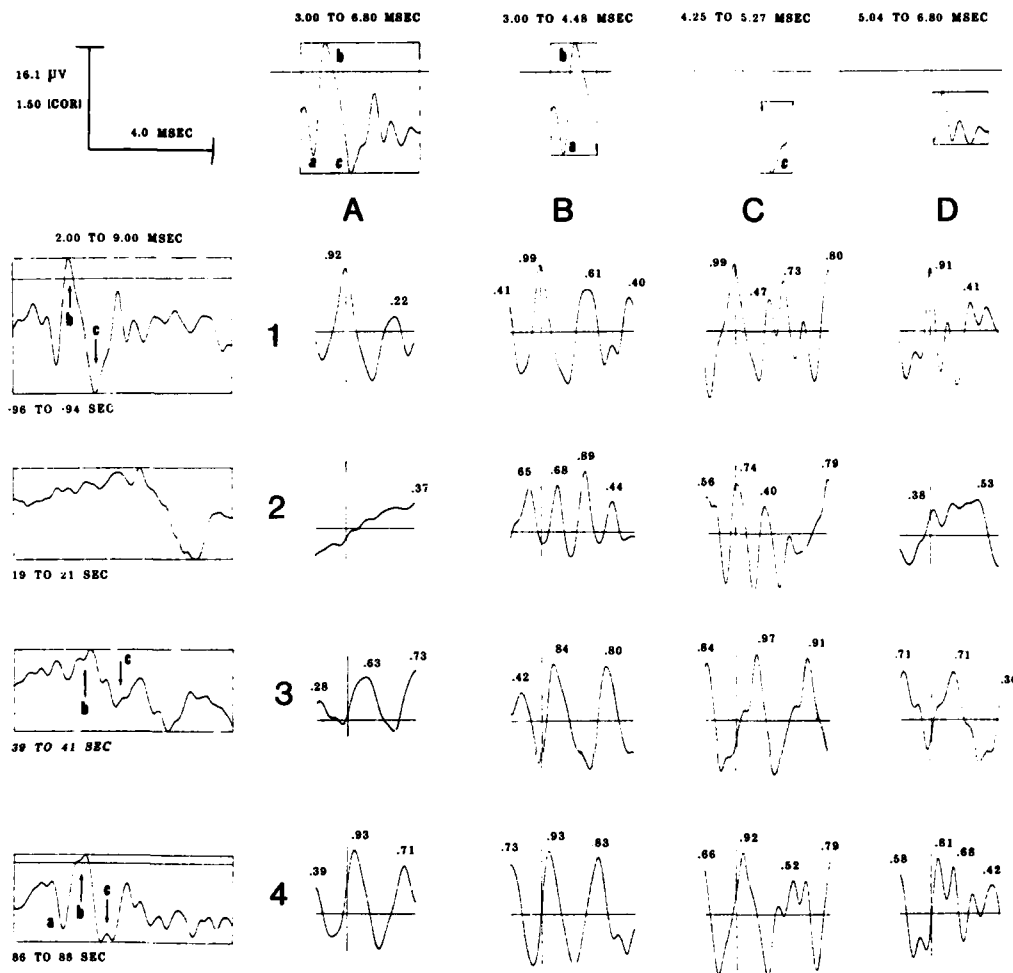 3.00 TO 6.80 MSEC
3.00 TO 4.48 MSEC
4.25 TO 5.27 MSEC
5.04 TO 6.80 MSEC
16.1 µV
1.50 (COR)
4.0 MSEC
b
a c
b
a
c
A B C D
2.00 TO 9.00 MSEC
b
c
-96 TO -94 SEC
1
.92 .22
.41 .99 .61 .40
.99 .47 .73 .80
.91 .41
19 TO 21 SEC
2
.37
65 .68 .89 .44
.56 .74 .40 .79
.38 .53
c
b
39 TO 41 SEC
3
.28 .63 .73
.42 84 .80
.84 .97 .91
.71 .71
a
b
c
86 TO 88 SEC
4
.39 .93 .71
.73 .93 .83
.66 .92 .52 .79
.58 .81 .68 .42